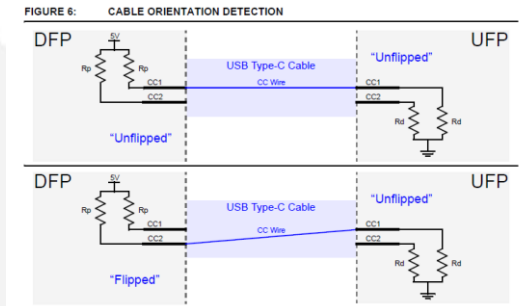 FIGURE 6: CABLE ORIENTATION DETECTION
DFP
5V
UFP
Rp
Rp
USB Type-C Cable
"Unflipped"
CC1
CC Wire
CC1
CC2
CC2
Rd
Rd
"Unflipped"
DFP
5V
UFP
Rp
Rp
USB Type-C Cable
"Unflipped"
CC1
CC Wire
CC1
CC2
CC2
Rd
Rd
"Flipped"